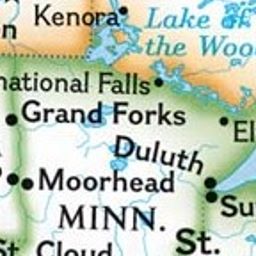 Kenora
Lake of
the Woo
n
national Falls
Grand Forks
El
Duluth
Moorhead
Su
MINN.
St.
St. Cloud